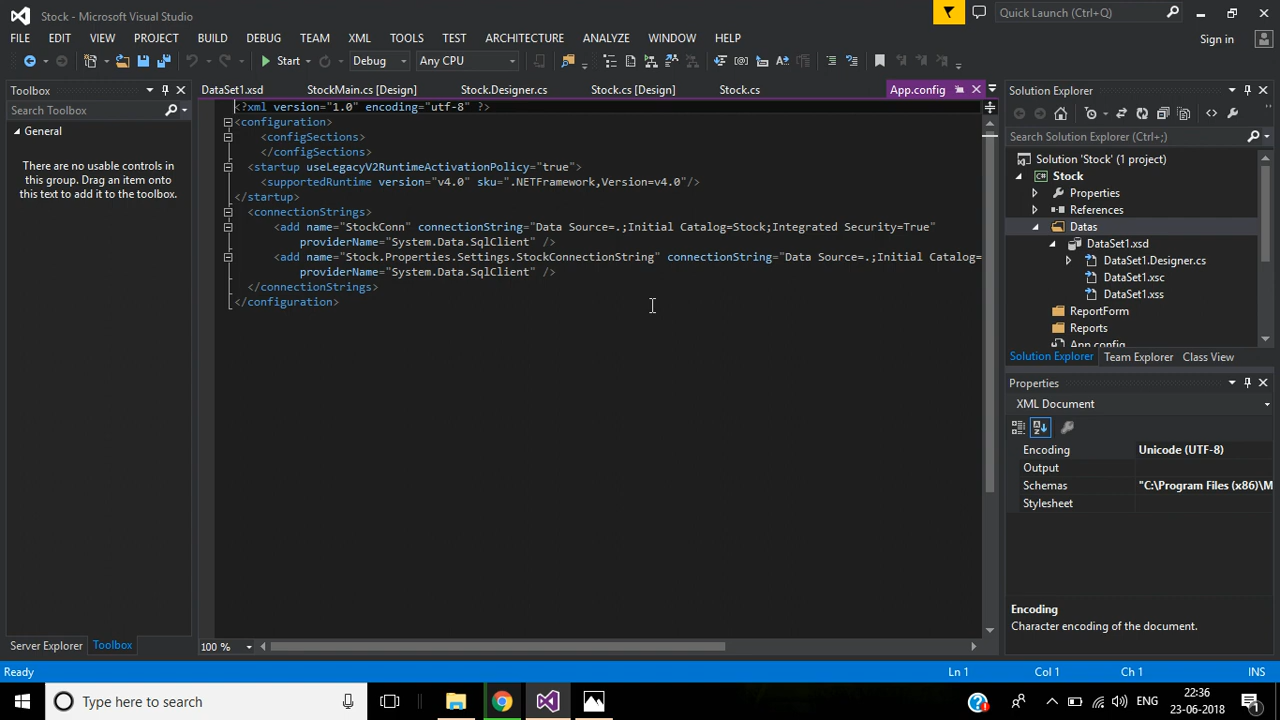 Stock - Microsoft Visual Studio
Quick Launch (Ctrl+Q)
FILE EDIT VIEW PROJECT BUILD DEBUG TEAM XML TOOLS TEST ARCHITECTURE ANALYZE WINDOW HELP
Sign in
Start Debug Any CPU
Toolbox
Search Toolbox
General
There are no usable controls in
this group. Drag an item onto
this text to add it to the toolbox.
Server Explorer Toolbox
DataSet1.xsd StockMain.cs [Design] Stock.Designer.cs Stock.cs [Design] Stock.cs App.config
<?xml version="1.0" encoding="utf-8" ?>
<configuration>
<configSections>
</configSections>
<startup useLegacyV2RuntimeActivationPolicy="true">
<supportedRuntime version="v4.0" sku=".NETFramework,Version=v4.0"/>
</startup>
<connectionStrings>
<add name="StockConn" connectionString="Data Source=.;Initial Catalog=Stock;Integrated Security=True"
providerName="System.Data.SqlClient" />
<add name="Stock.Properties.Settings.StockConnectionString" connectionString="Data Source=.;Initial Catalog=
providerName="System.Data.SqlClient" />
</connectionStrings>
</configuration>
100 %
Solution Explorer
Search Solution Explorer (Ctrl+;)
Solution 'Stock' (1 project)
Stock
Properties
References
Datas
DataSet1.xsd
DataSet1.Designer.cs
DataSet1.xsc
DataSet1.xss
ReportForm
Reports
App.config
Solution Explorer Team Explorer Class View
Properties
XML Document
Encoding Unicode (UTF-8)
Output
Schemas "C:\Program Files (x86)\M
Stylesheet
Encoding
Character encoding of the document.
Ready Ln 1 Col 1 Ch 1 INS
Type here to search
ENG
22:36
23-06-2018
1